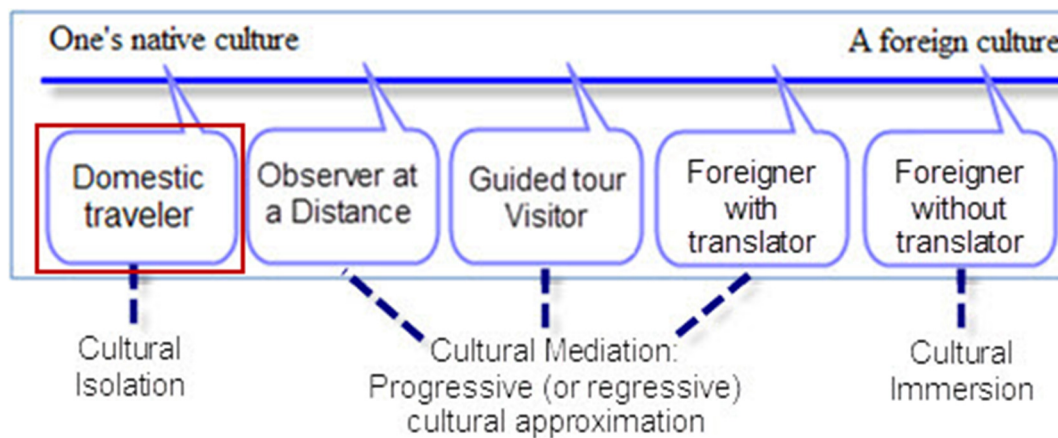 One's native culture
A foreign culture
Domestic
traveler
Observer at
a Distance
Guided tour
Visitor
Foreigner
with
translator
Foreigner
without
translator
Cultural
Isolation
Cultural Mediation:
Progressive (or regressive)
cultural approximation
Cultural
Immersion